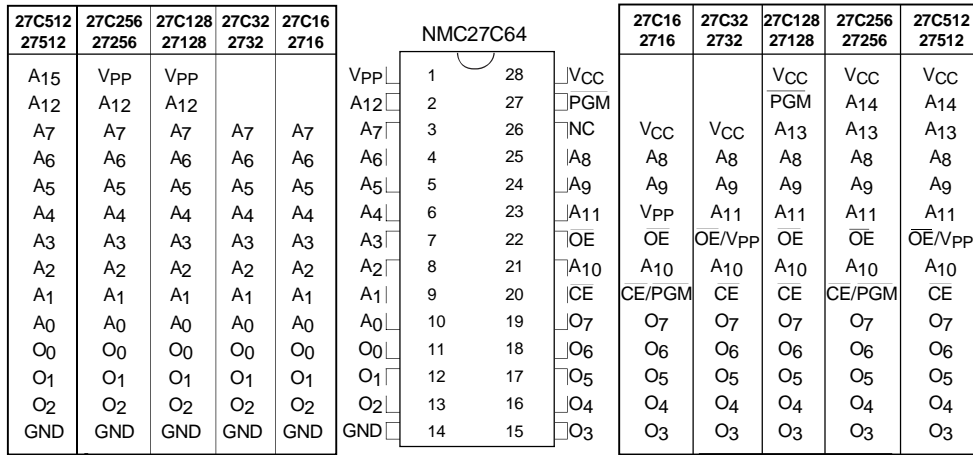 27C512 27C256 27C128 27C32 27C16 NMC27C64 27C16 27C32 27C128 27C256 27C512
27512 27256 27128 2732 2716 2716 2732 27128 27256 27512
A15 VPP VPP VPP 1 28 VCC VCC VCC VCC
A12 A12 A12 A12 2 27 PGM PGM A14 A14
A7 A7 A7 A7 A7 A7 3 26 NC VCC VCC A13 A13 A13
A6 A6 A6 A6 A6 A6 4 25 A8 A8 A8 A8 A8 A8
A5 A5 A5 A5 A5 A5 5 24 A9 A9 A9 A9 A9 A9
A4 A4 A4 A4 A4 A4 6 23 A11 VPP A11 A11 A11 A11
A3 A3 A3 A3 A3 A3 7 22 OE OE OE/VPP OE OE OE/VPP
A2 A2 A2 A2 A2 A2 8 21 A10 A10 A10 A10 A10 A10
A1 A1 A1 A1 A1 A1 9 20 CE CE/PGM CE CE CE/PGM CE
A0 A0 A0 A0 A0 A0 10 19 O7 O7 O7 O7 O7 O7
O0 O0 O0 O0 O0 O0 11 18 O6 O6 O6 O6 O6 O6
O1 O1 O1 O1 O1 O1 12 17 O5 O5 O5 O5 O5 O5
O2 O2 O2 O2 O2 O2 13 16 O4 O4 O4 O4 O4 O4
GND GND GND GND GND GND 14 15 O3 O3 O3 O3 O3 O3